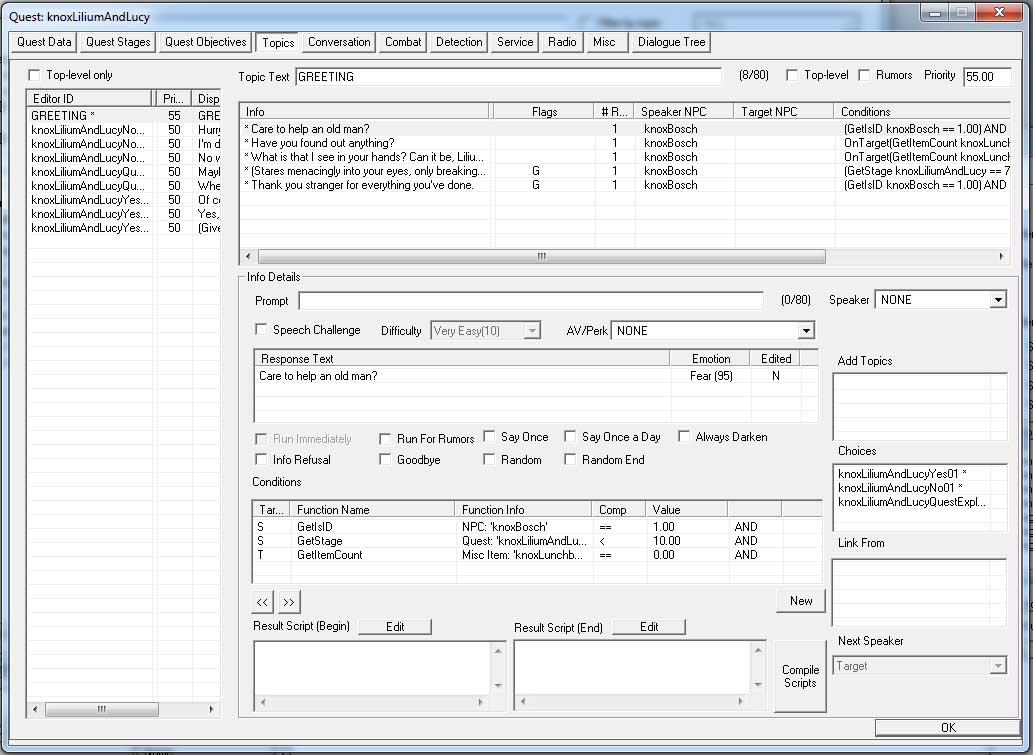 Quest: knoxLiliumAndLucy
Quest Data Quest Stages Quest Objectives Topics Conversation Combat Detection Service Radio Misc Dialogue Tree
Top-level only
Topic Text GREETING (8/80) Top-level Rumors Priority 55.00
Editor ID Pri... Disp
GREETING * 55 GRE
knoxLiliumAndLucyNo... 50 Hurr
knoxLiliumAndLucyNo... 50 I'm d
knoxLiliumAndLucyNo... 50 No w
knoxLiliumAndLucyQu... 50 Mayl
knoxLiliumAndLucyQu... 50 Whe
knoxLiliumAndLucyYes... 50 Of cc
knoxLiliumAndLucyYes... 50 Yes,
knoxLiliumAndLucyYes... 50 (Give
Info Flags # R... Speaker NPC Target NPC Conditions
* Care to help an old man? 1 knoxBosch (GetIsID knoxBosch == 1.00) AND
* Have you found out anything? 1 knoxBosch OnTarget(GetItemCount knoxLunch
* What is that I see in your hands? Can it be, Liliu... 1 knoxBosch OnTarget(GetItemCount knoxLunch
* (Stares menacingly into your eyes, only breaking... G 1 knoxBosch (GetStage knoxLiliumAndLucy == 7
* Thank you stranger for everything you've done. G 1 knoxBosch (GetIsID knoxBosch == 1.00) AND
Info Details
Prompt (0/80) Speaker NONE
Speech Challenge Difficulty Very Easy(10) AV/Perk NONE
Response Text Emotion Edited
Care to help an old man? Fear (95) N
Run Immediately Run For Rumors Say Once Say Once a Day Always Darken
Info Refusal Goodbye Random Random End
Conditions
Tar... Function Name Function Info Comp Value
S GetIsID NPC: 'knoxBosch' == 1.00 AND
S GetStage Quest: 'knoxLiliumAndLu... < 10.00 AND
T GetItemCount Misc Item: 'knoxLunchb... == 0.00 AND
<< >> New
Result Script (Begin) Edit Result Script (End) Edit
Compile
Scripts
Add Topics
Choices
knoxLiliumAndLucyYes01 *
knoxLiliumAndLucyNo01 *
knoxLiliumAndLucyQuestExpl...
Link From
Next Speaker
Target
OK